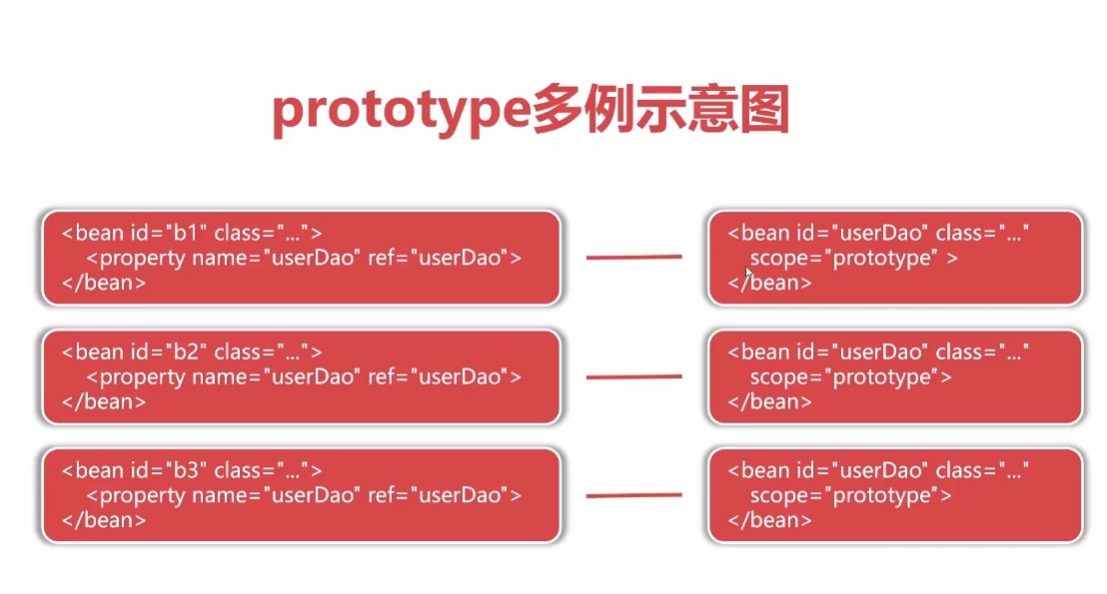 prototype多例示意图
<bean id="b1" class="...">
<property name="userDao" ref="userDao">
</bean>
<bean id="userDao" class="..."
scope="prototype" >
</bean>
<bean id="b2" class="...">
<property name="userDao" ref="userDao">
</bean>
<bean id="userDao" class="..."
scope="prototype">
</bean>
<bean id="b3" class="...">
<property name="userDao" ref="userDao">
</bean>
<bean id="userDao" class="..."
scope="prototype">
</bean>